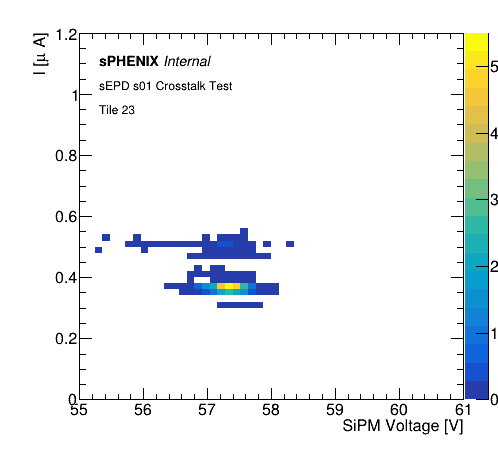 I [μ A]
1.2
1
0.8
0.6
0.4
0.2
0
sPHENIX Internal
sEPD s01 Crosstalk Test
Tile 23
55 56 57 58 59 60 61
SiPM Voltage [V]
5
4
3
2
1
0